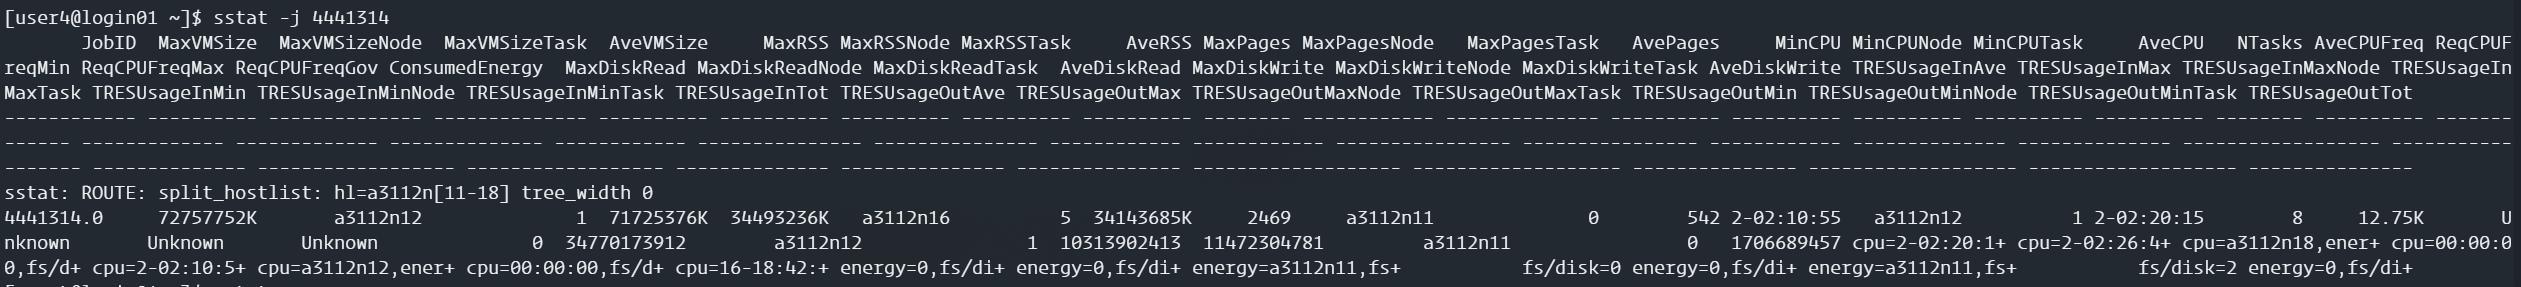 [user4@login01 ~]$ sstat -j 4441314
       JobID  MaxVMSize  MaxVMSizeNode  MaxVMSizeTask  AveVMSize     MaxRSS MaxRSSNode MaxRSSTask     AveRSS MaxPages MaxPagesNode   MaxPagesTask   AvePages     MinCPU MinCPUNode MinCPUTask     AveCPU   NTasks AveCPUFreq ReqCPUF
reqMin ReqCPUFreqMax ReqCPUFreqGov ConsumedEnergy  MaxDiskRead MaxDiskReadNode MaxDiskReadTask  AveDiskRead MaxDiskWrite MaxDiskWriteNode MaxDiskWriteTask AveDiskWrite TRESUsageInAve TRESUsageInMax TRESUsageInMaxNode TRESUsageIn
MaxTask TRESUsageInMin TRESUsageInMinNode TRESUsageInMinTask TRESUsageInTot TRESUsageOutAve TRESUsageOutMax TRESUsageOutMaxNode TRESUsageOutMaxTask TRESUsageOutMin TRESUsageOutMinNode TRESUsageOutMinTask TRESUsageOutTot
------------ ---------- -------------- -------------- ---------- ---------- ---------- ---------- ---------- -------- ------------ -------------- ---------- ---------- ---------- ---------- ---------- -------- ---------- -------
------ ------------- ------------- -------------- ------------ --------------- --------------- ------------ ------------ ---------------- ---------------- ------------ -------------- -------------- ------------------ -----------
------- -------------- ------------------ ------------------ -------------- --------------- --------------- ------------------- ------------------- --------------- ------------------- ------------------- ---------------
sstat: ROUTE: split_hostlist: hl=a3112n[11-18] tree_width 0
4441314.0     72757752K       a3112n12              1  71725376K  34493236K   a3112n16          5  34143685K     2469     a3112n11              0        542 2-02:10:55   a3112n12          1 2-02:20:15        8     12.75K       U
nknown       Unknown       Unknown              0  34770173912        a3112n12               1  10313902413  11472304781         a3112n11                0   1706689457 cpu=2-02:20:1+ cpu=2-02:26:4+ cpu=a3112n18,ener+ cpu=00:00:0
0,fs/d+ cpu=2-02:10:5+ cpu=a3112n12,ener+ cpu=00:00:00,fs/d+ cpu=16-18:42:+ energy=0,fs/di+ energy=0,fs/di+ energy=a3112n11,fs+           fs/disk=0 energy=0,fs/di+ energy=a3112n11,fs+           fs/disk=2 energy=0,fs/di+